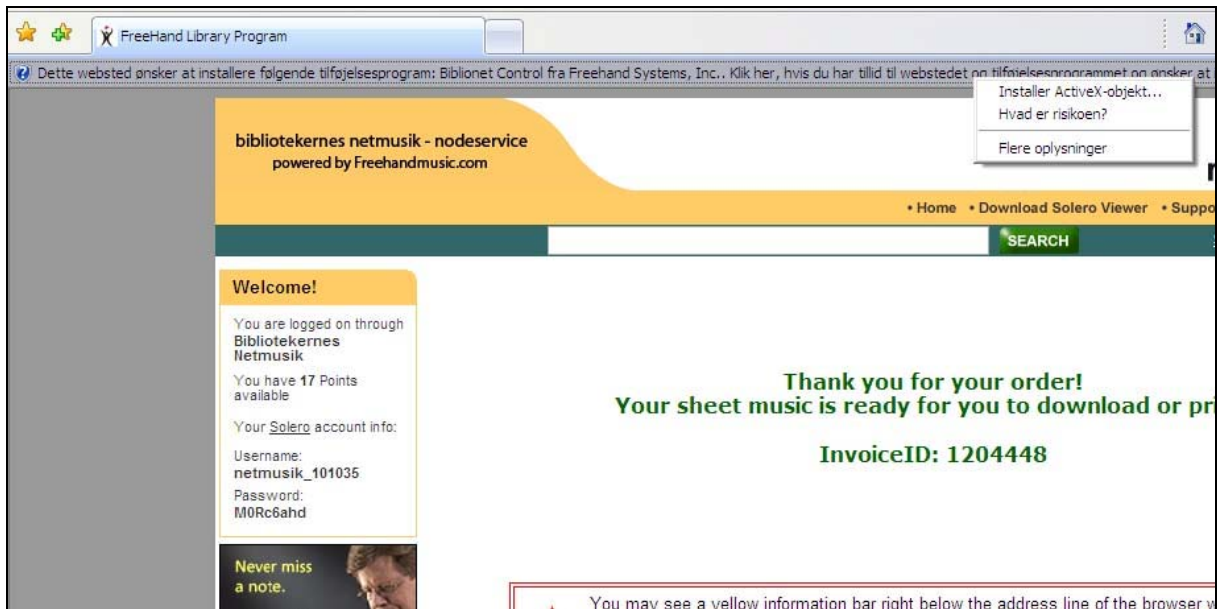 FreeHand Library Program
Dette websted ønsker at installere følgende tilføjelsesprogram: Biblionet Control fra Freehand Systems, Inc.. Klik her, hvis du har tillid til webstedet og tilføjelsesprogrammet og ønsker at
Installer ActiveX-objekt...
Hvad er risikoen?
Flere oplysninger
bibliotekernes netmusik - nodeservice
powered by Freehandmusic.com
• Home • Download Solero Viewer • Suppo
SEARCH
Welcome!
You are logged on through
Bibliotekernes
Netmusik
You have 17 Points
available
Your Solero account info:
Username:
netmusik_101035
Password:
M0Rc6ahd
Thank you for your order!
Your sheet music is ready for you to download or pri
InvoiceID: 1204448
Never miss
a note.
You may see a yellow information bar right below the address line of the browser w